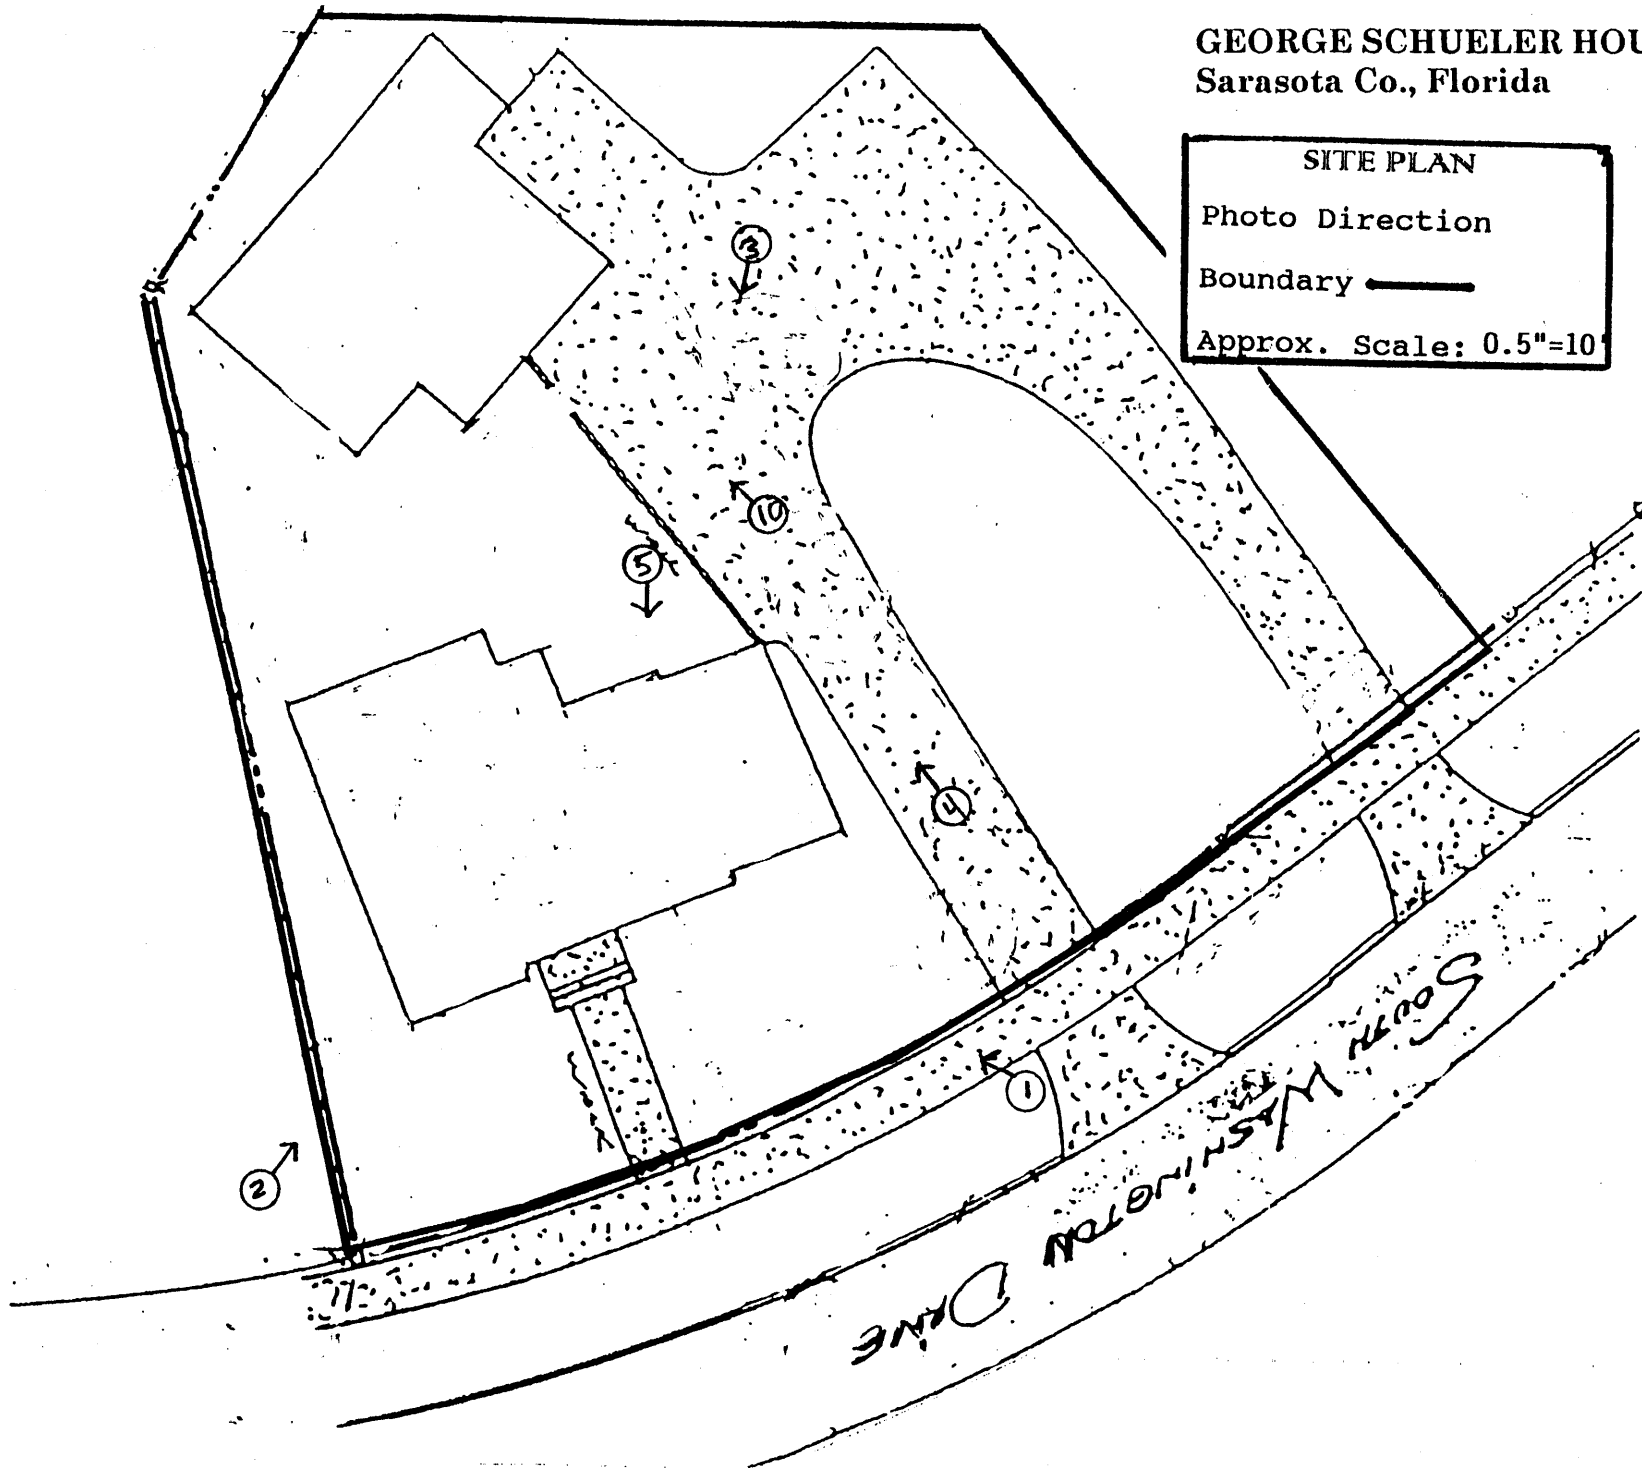 GEORGE SCHUELER HOU
Sarasota Co., Florida
SITE PLAN
Photo Direction
Boundary
Approx. Scale: 0.5"=10'
3
10
5
4
1
2
SOUTH WASHINGTON DRIVE